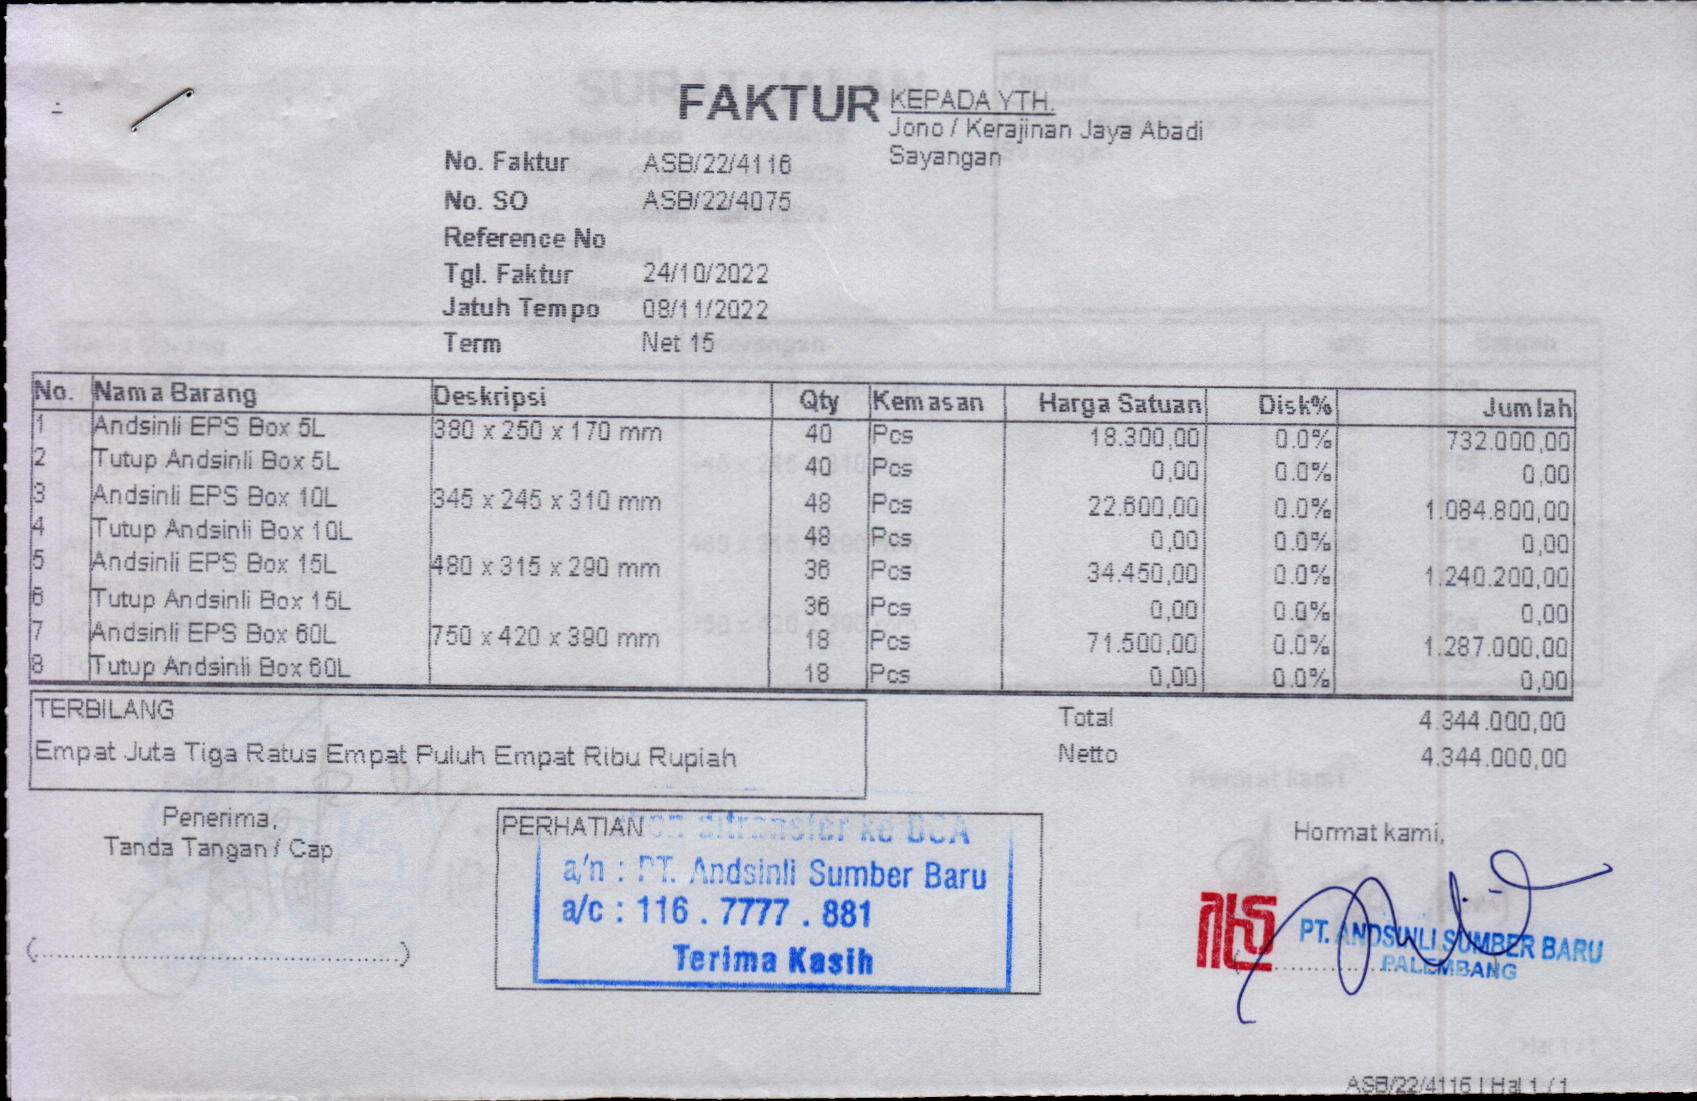 FAKTUR
KEPADA YTH.
Jono / Kerajinan Jaya Abadi
Sayangan
No. Faktur ASB/22/4116
No. SO ASB/22/4075
Reference No
Tgl. Faktur 24/10/2022
Jatuh Tempo 08/11/2022
Term Net 15
No. Nama Barang Deskripsi Qty Kemasan Harga Satuan Disk% Jumlah
1 Andsinli EPS Box 5L 380 x 250 x 170 mm 40 Pcs 18.300,00 0.0% 732.000,00
2 Tutup Andsinli Box 5L 40 Pcs 0,00 0.0% 0,00
3 Andsinli EPS Box 10L 345 x 245 x 310 mm 48 Pcs 22.600,00 0.0% 1.084.800,00
4 Tutup Andsinli Box 10L 48 Pcs 0,00 0.0% 0,00
5 Andsinli EPS Box 15L 480 x 315 x 290 mm 36 Pcs 34.450,00 0.0% 1.240.200,00
6 Tutup Andsinli Box 15L 36 Pcs 0,00 0.0% 0,00
7 Andsinli EPS Box 60L 750 x 420 x 390 mm 18 Pcs 71.500,00 0.0% 1.287.000,00
8 Tutup Andsinli Box 60L 18 Pcs 0,00 0.0% 0,00
TERBILANG
Empat Juta Tiga Ratus Empat Puluh Empat Ribu Rupiah
Total 4.344.000,00
Netto 4.344.000,00
Penerima,
Tanda Tangan / Cap
(..........................................)
PERHATIAN
ditransfer ke BCA
a/n : PT. Andsinli Sumber Baru
a/c : 116 . 7777 . 881
Terima Kasih
Hormat kami,
PT. ANDSINLI SUMBER BARU
PALEMBANG
ASB/22/4116 | Hal 1 / 1